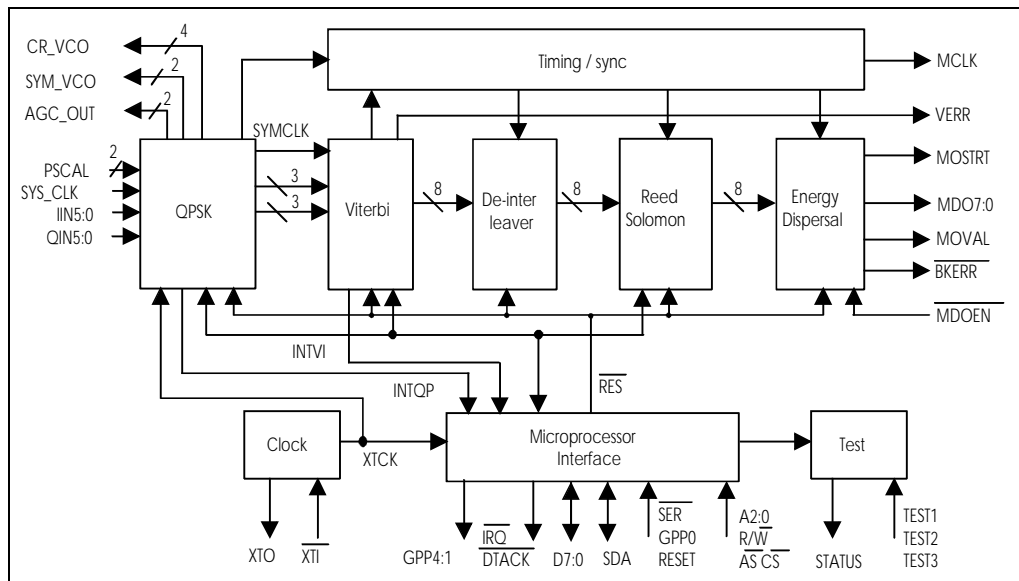 CR_VCO
4
SYM_VCO
2
AGC_OUT
2
Timing / sync
MCLK
VERR
PSCAL
2
SYS_CLK
IIN5:0
QIN5:0
QPSK
SYMCLK
3
3
Viterbi
8
De-inter
leaver
8
Reed
Solomon
8
Energy
Dispersal
MOSTRT
MDO7:0
MOVAL
BKERR
MDOEN
INTVI
INTQP
RES
Clock
XTCK
Microprocessor
Interface
Test
XTO
XTI
GPP4:1
IRQ
DTACK
D7:0
SDA
SER
GPP0
RESET
A2:0
R/W
AS CS
STATUS
TEST1
TEST2
TEST3